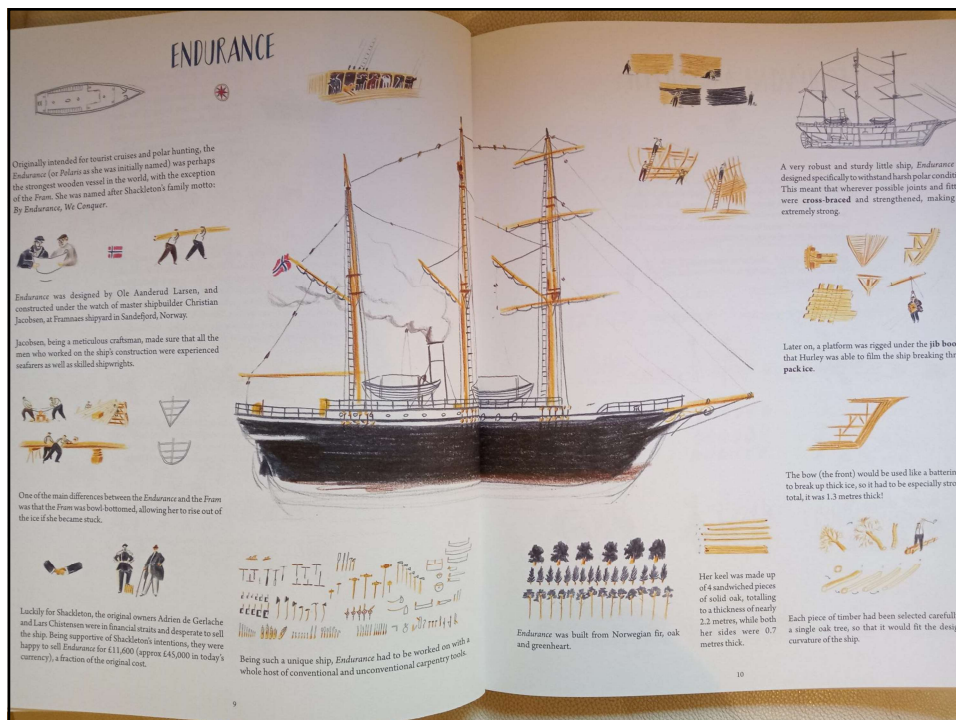 ENDURANCE
Originally intended for tourist cruises and polar hunting, the
Endurance (or Polaris as she was initially named) was perhaps
the strongest wooden vessel in the world, with the exception
of the Fram. She was named after Shackleton's family motto:
By Endurance, We Conquer.
Endurance was designed by Ole Aanderud Larsen, and
constructed under the watch of master shipbuilder Christian
Jacobsen, at Framnaes shipyard in Sandefjord, Norway.
Jacobsen, being a meticulous craftsman, made sure that all the
men who worked on the ship's construction were experienced
seafarers as well as skilled shipwrights.
One of the main differences between the Endurance and the Fram
was that the Fram was bowl-bottomed, allowing her to rise out of
the ice if she became stuck.
Luckily for Shackleton, the original owners Adrien de Gerlache
and Lars Chistensen were in financial straits and desperate to sell
the ship. Being supportive of Shackleton's intentions, they were
happy to sell Endurance for £11,600 (approx £45,000 in today's
currency), a fraction of the original cost.
Being such a unique ship, Endurance had to be worked on with a
whole host of conventional and unconventional carpentry tools.
9
Endurance was built from Norwegian fir, oak
and greenheart.
Her keel was made up
of 4 sandwiched pieces
of solid oak, totalling
to a thickness of nearly
2.2 metres, while both
her sides were 0.7
metres thick.
A very robust and sturdy little ship, Endurance
designed specifically to withstand harsh polar conditi
This meant that wherever possible joints and fitt
were cross-braced and strengthened, making
extremely strong.
Later on, a platform was rigged under the jib boo
that Hurley was able to film the ship breaking thr
pack ice.
The bow (the front) would be used like a batterin
to break up thick ice, so it had to be especially stro
total, it was 1.3 metres thick!
Each piece of timber had been selected carefull
a single oak tree, so that it would fit the desig
curvature of the ship.
10